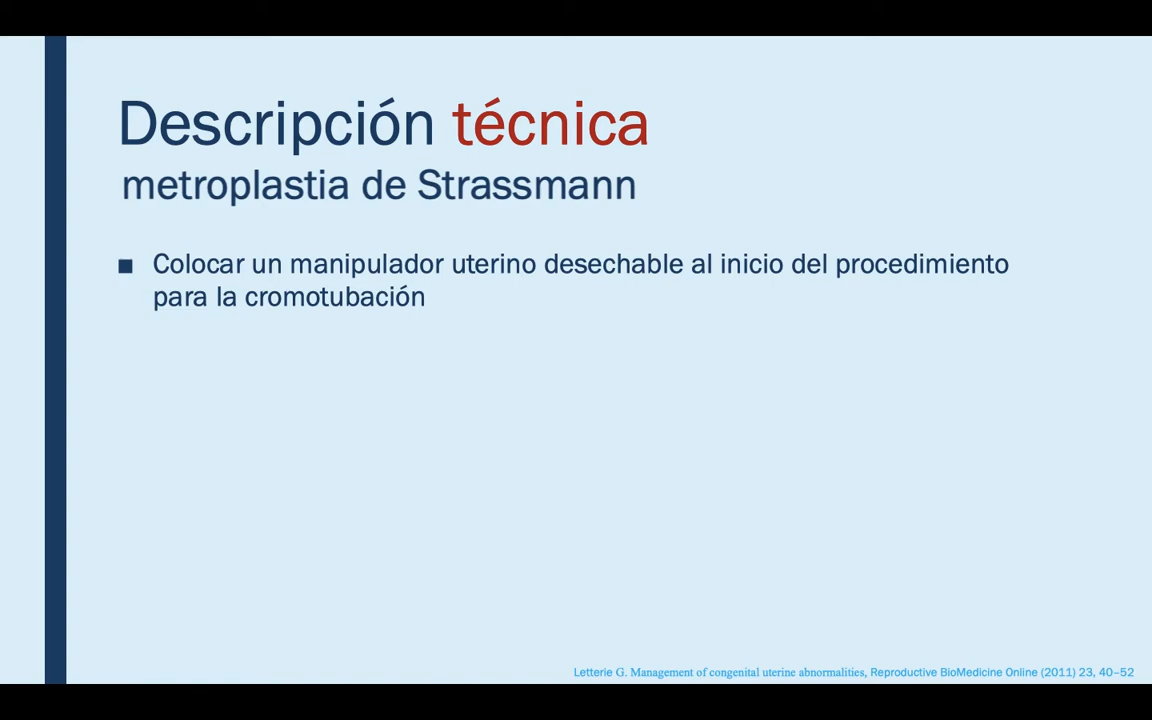 Descripción técnica
metroplastia de Strassmann
■ Colocar un manipulador uterino desechable al inicio del procedimiento
para la cromotubación
Letterie G. Management of congenital uterine abnormalities, Reproductive BioMedicine Online (2011) 23, 40–52